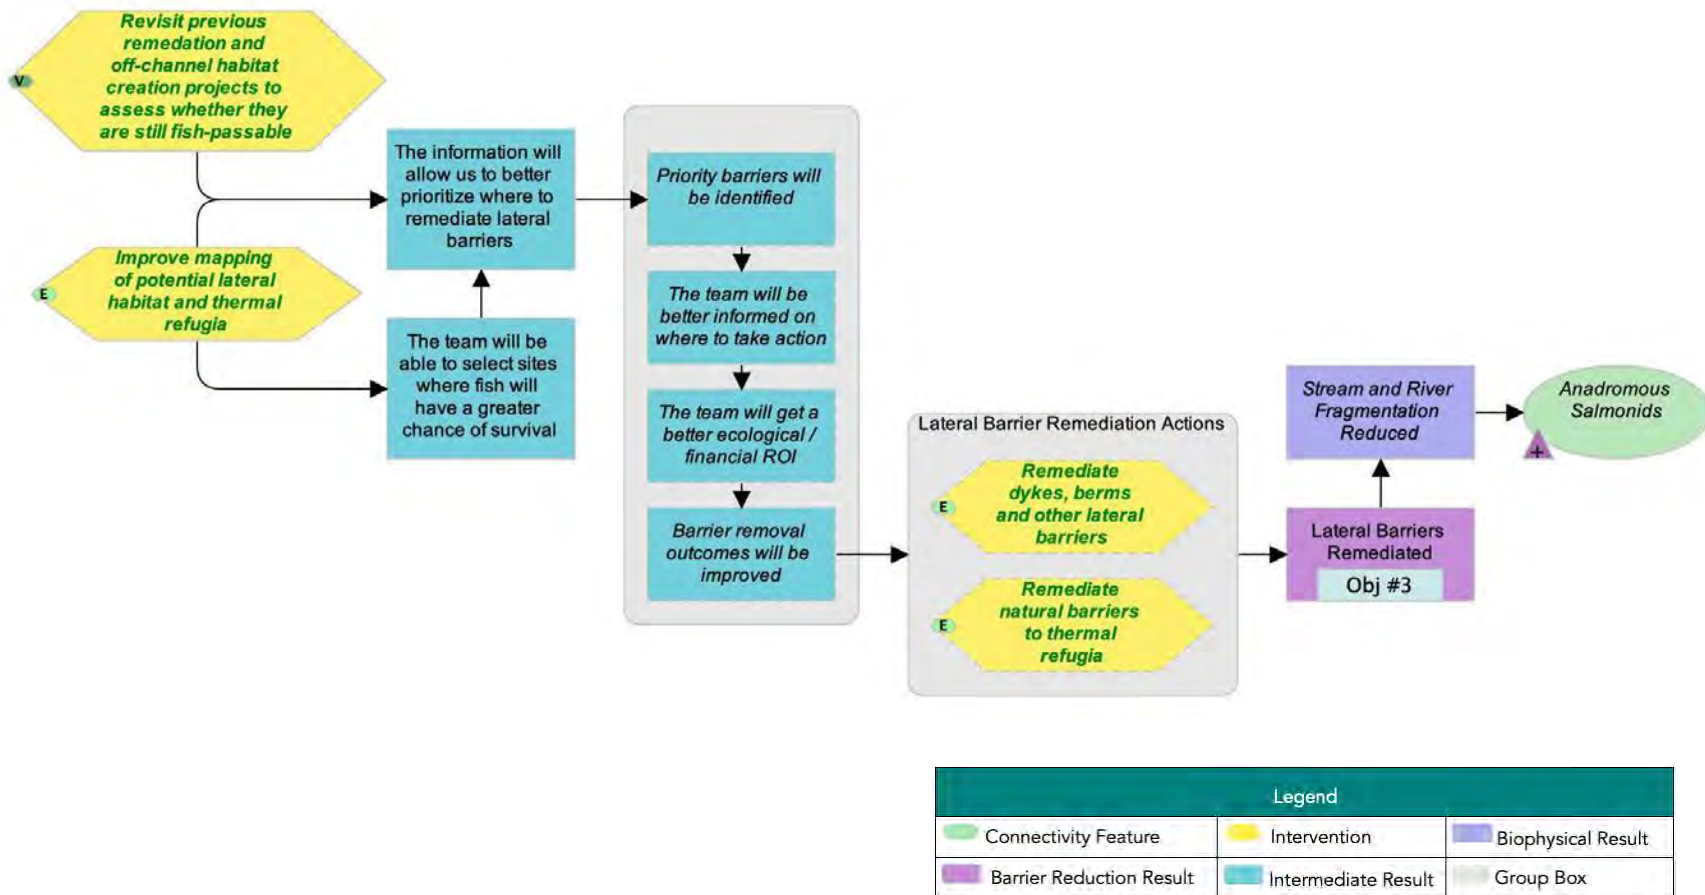 Revisit previous
remedation and
off-channel habitat
creation projects to
assess whether they
are still fish-passable
V
Improve mapping
of potential lateral
habitat and thermal
refugia
E
The information will
allow us to better
prioritize where to
remediate lateral
barriers
The team will be
able to select sites
where fish will
have a greater
chance of survival
Priority barriers will
be identified
The team will be
better informed on
where to take action
The team will get a
better ecological /
financial ROI
Barrier removal
outcomes will be
improved
Lateral Barrier Remediation Actions
Remediate
dykes, berms
and other lateral
barriers
E
Remediate
natural barriers
to thermal
refugia
E
Stream and River
Fragmentation
Reduced
Lateral Barriers
Remediated
Obj #3
Anadromous
Salmonids
+
Legend
Connectivity Feature
Intervention
Biophysical Result
Barrier Reduction Result
Intermediate Result
Group Box